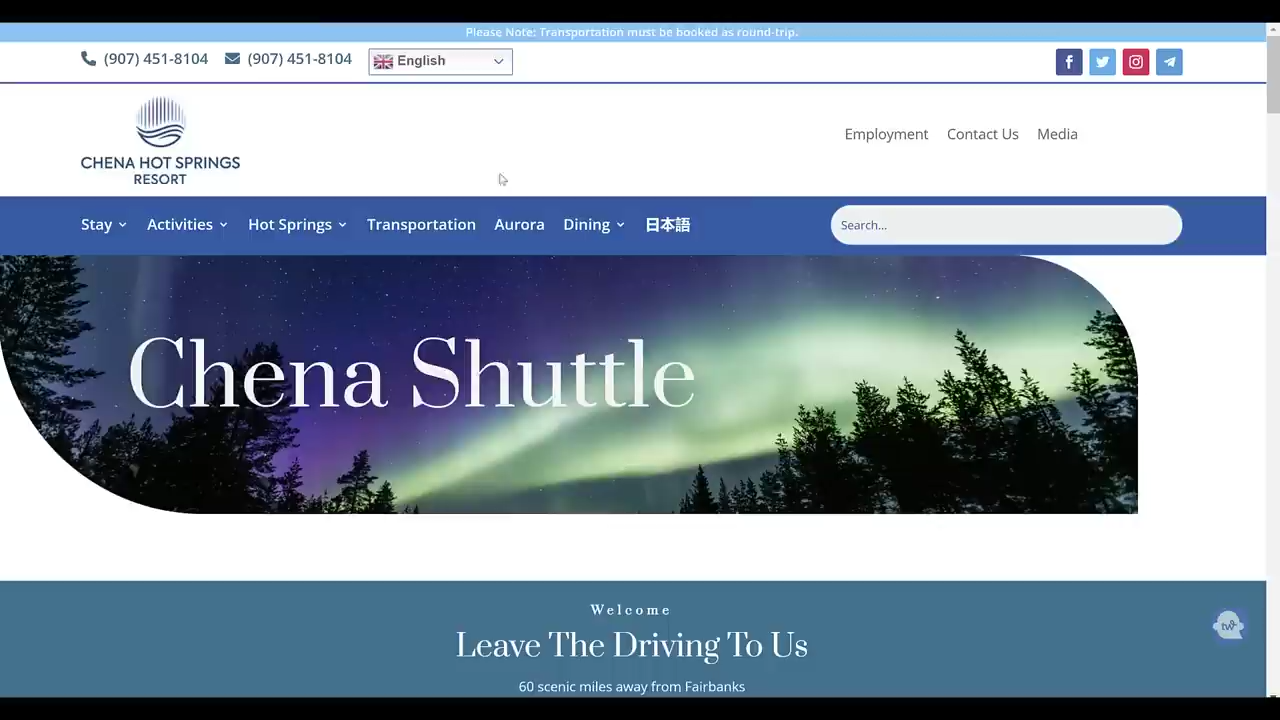 Please Note: Transportation must be booked as round-trip.
(907) 451-8104
(907) 451-8104
English
CHENA HOT SPRINGS
RESORT
Employment
Contact Us
Media
Stay
Activities
Hot Springs
Transportation
Aurora
Dining
日本語
Search...
Chena Shuttle
Welcome
Leave The Driving To Us
60 scenic miles away from Fairbanks